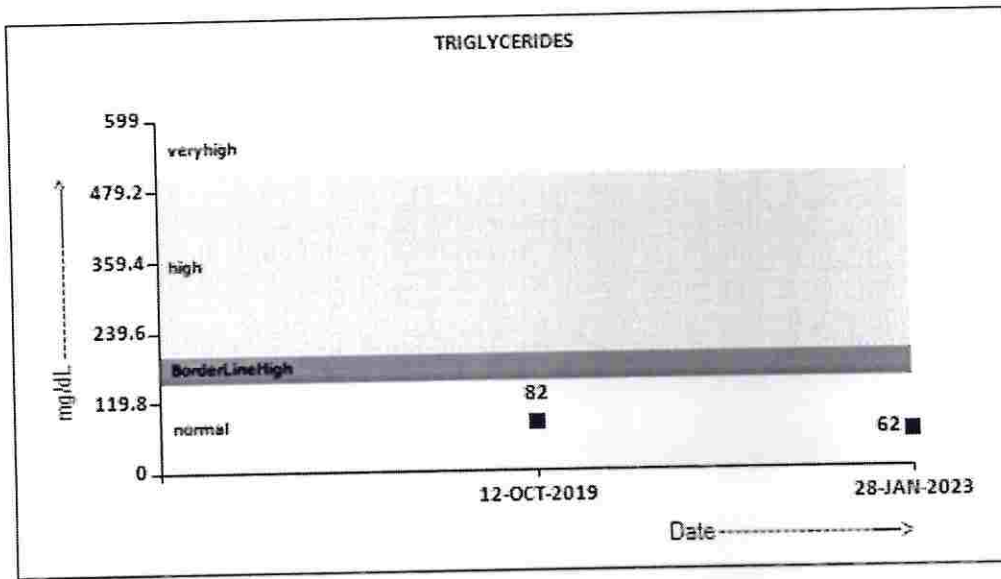 TRIGLYCERIDES
599
veryhigh
479.2
359.4
high
239.6
BorderLineHigh
119.8
82
normal
62
0
12-OCT-2019
28-JAN-2023
mg/dL
Date